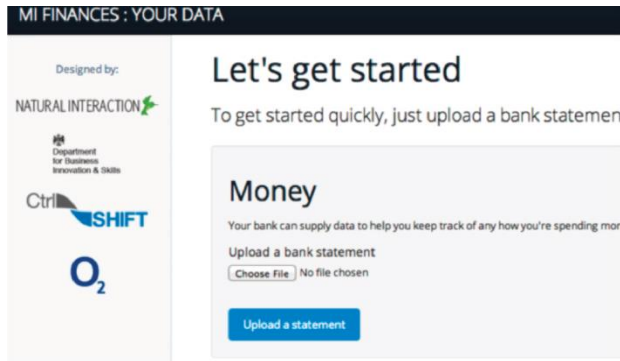 MI FINANCES : YOUR DATA
Designed by:
NATURAL INTERACTION
Department
for Business
Innovation & Skills
Ctrl
SHIFT
O2
Let's get started
To get started quickly, just upload a bank statemen
Money
Your bank can supply data to help you keep track of any how you're spending mor
Upload a bank statement
Choose File No file chosen
Upload a statement